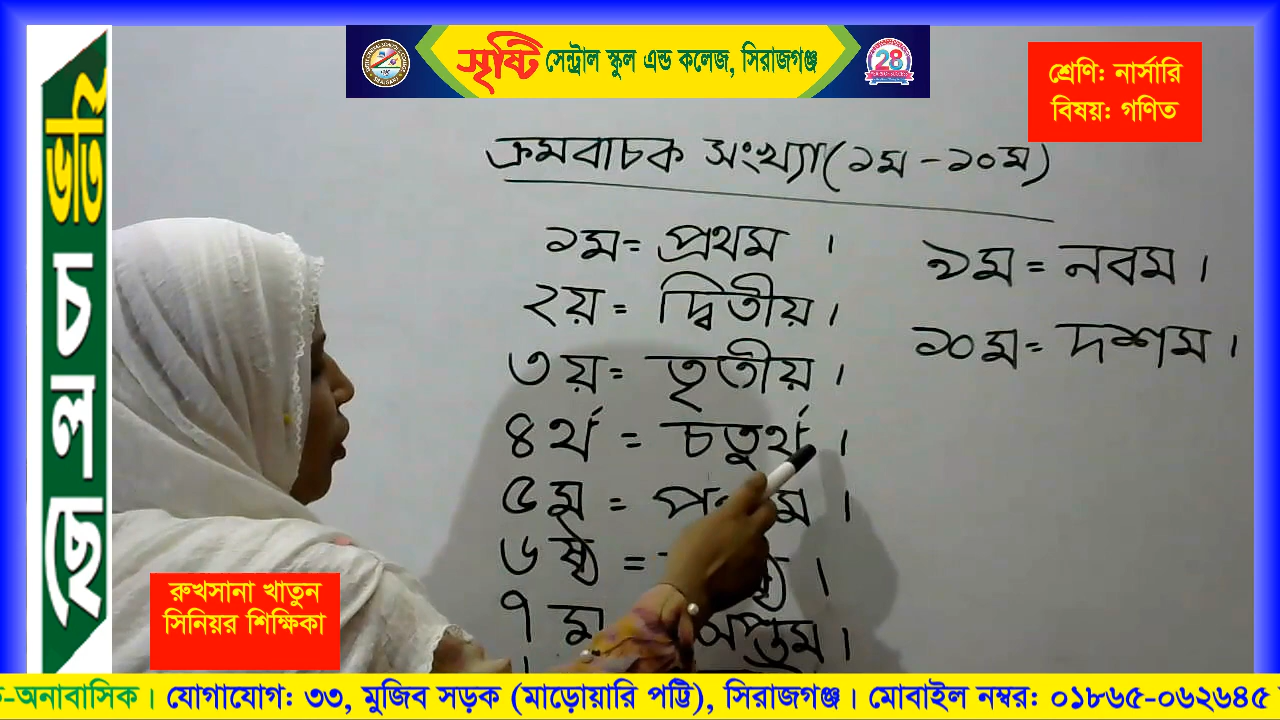 সৃষ্টি সেন্ট্রাল স্কুল এন্ড কলেজ, সিরাজগঞ্জ
28
শ্রেণি: নার্সারি
বিষয়: গণিত
ভর্তি চলছে
ক্রমবাচক সংখ্যা (১ম - ১০ম)
১ম = প্রথম ।
২য় = দ্বিতীয় ।
৩য় = তৃতীয় ।
৪র্থ = চতুর্থ ।
৫ম = ।
৬ষ্ঠ = ।
৭ম সপ্তম ।
৯ম = নবম ।
১০ম = দশম ।
রুখসানা খাতুন
সিনিয়র শিক্ষিকা
-অনাবাসিক। যোগাযোগ: ৩৩, মুজিব সড়ক (মাড়োয়ারি পট্টি), সিরাজগঞ্জ। মোবাইল নম্বর: ০১৮৬৫-০৬২৬৪৫